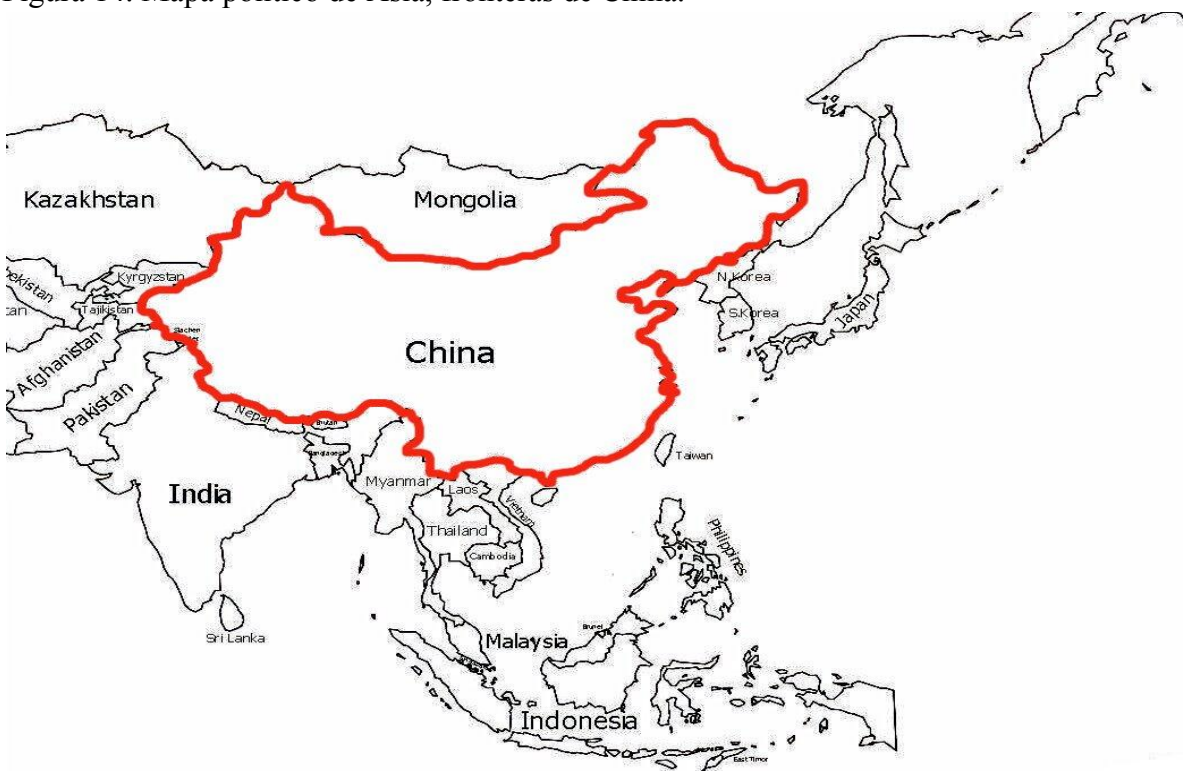 Figura 14. Mapa político de Asia, fronteras de China.
Kazakhstan
Mongolia
Kyrgyzstan
N.Korea
Tajikistan
S.Korea
Japan
China
Afghanistan
Pakistan
Nepal
Bhutan
Taiwan
Bangladesh
Myanmar
Laos
India
Vietnam
Thailand
Philippines
Cambodia
Sri Lanka
Brunei
Malaysia
Indonesia
East Timor